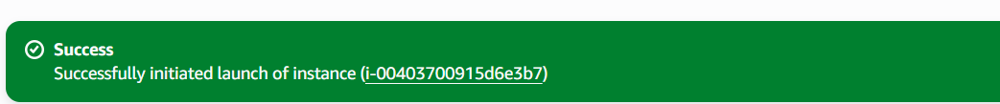 Success
Successfully initiated launch of instance (i-00403700915d6e3b7)